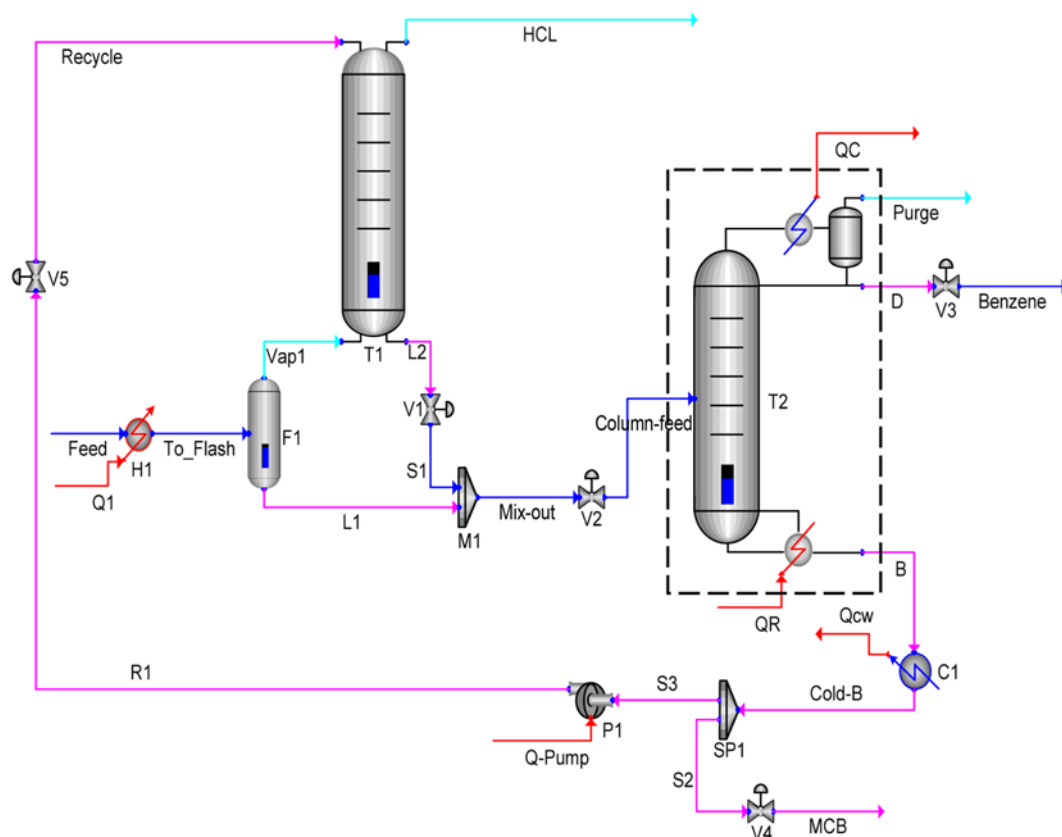 HCL
Recycle
QC
Purge
V5
D
V3
Benzene
Vap1
T1
L2
V1
T2
Column-feed
F1
Feed
H1
To_Flash
S1
Q1
L1
M1
Mix-out
V2
B
QR
Qcw
C1
R1
S3
Cold-B
P1
SP1
Q-Pump
S2
V4
MCB